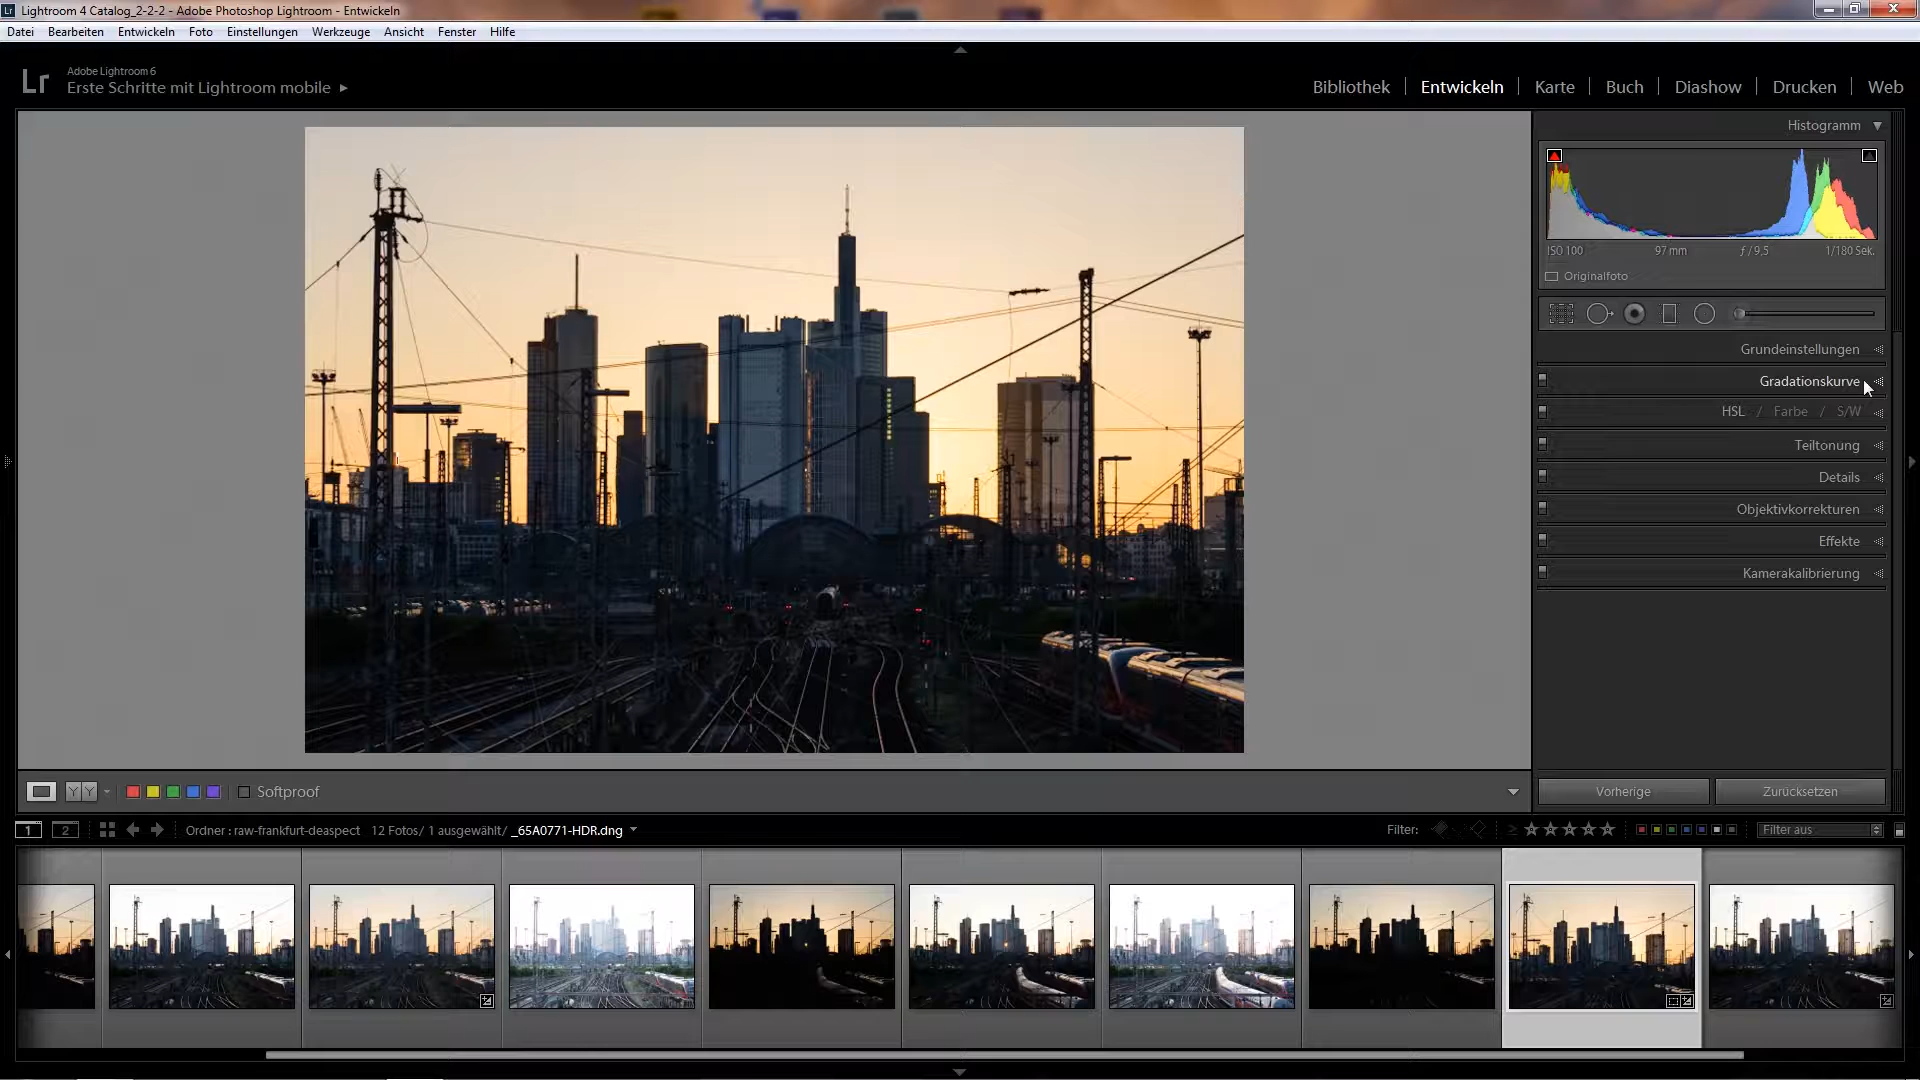 Lightroom 4 Catalog_2-2-2 - Adobe Photoshop Lightroom - Entwickeln
Datei Bearbeiten Entwickeln Foto Einstellungen Werkzeuge Ansicht Fenster Hilfe
Lr
Adobe Lightroom 6
Erste Schritte mit Lightroom mobile
Bibliothek Entwickeln Karte Buch Diashow Drucken Web
Histogramm
ISO 100 97 mm ƒ / 9,5 1/180 Sek.
Originalfoto
Grundeinstellungen
Gradationskurve
HSL / Farbe / S/W
Teiltonung
Details
Objektivkorrekturen
Effekte
Kamerakalibrierung
Softproof
Vorherige Zurücksetzen
1 2 Ordner : raw-frankfurt-deaspect 12 Fotos/ 1 ausgewählt/ _65A0771-HDR.dng Filter: ≥ Filter aus